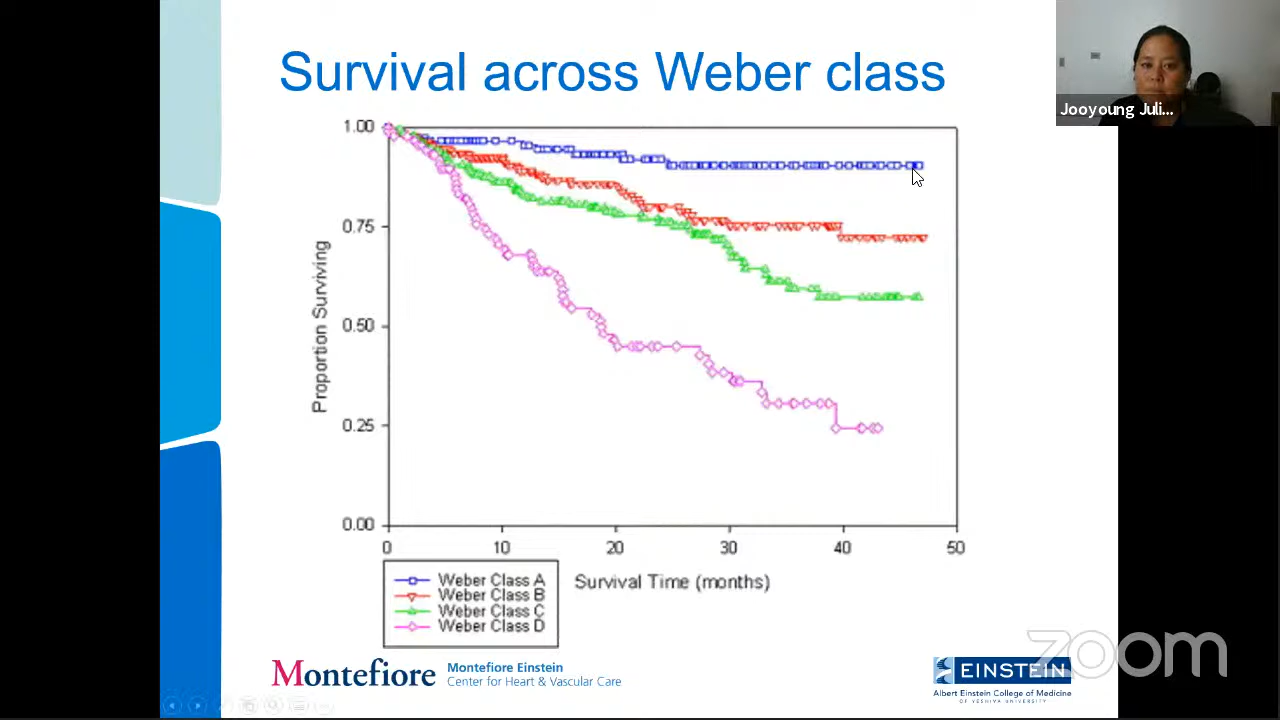 Survival across Weber class
Jooyoung Juli...
1.00
0.75
0.50
0.25
0.00
Proportion Surviving
0
10
20
30
40
50
Survival Time (months)
Weber Class A
Weber Class B
Weber Class C
Weber Class D
Montefiore
Montefiore Einstein
Center for Heart & Vascular Care
EINSTEIN
Albert Einstein College of Medicine
OF YESHIVA UNIVERSITY
zoom